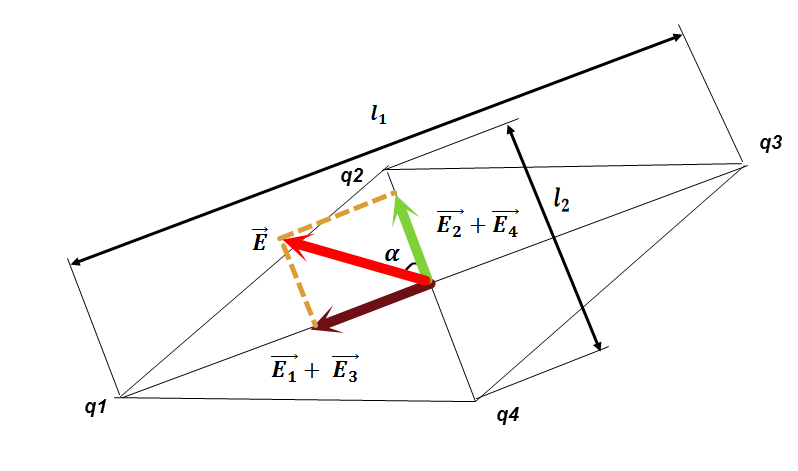 l₁
q3
q2
l₂
E⃗
α
E₂⃗ + E₄⃗
E₁⃗ + E₃⃗
q1
q4